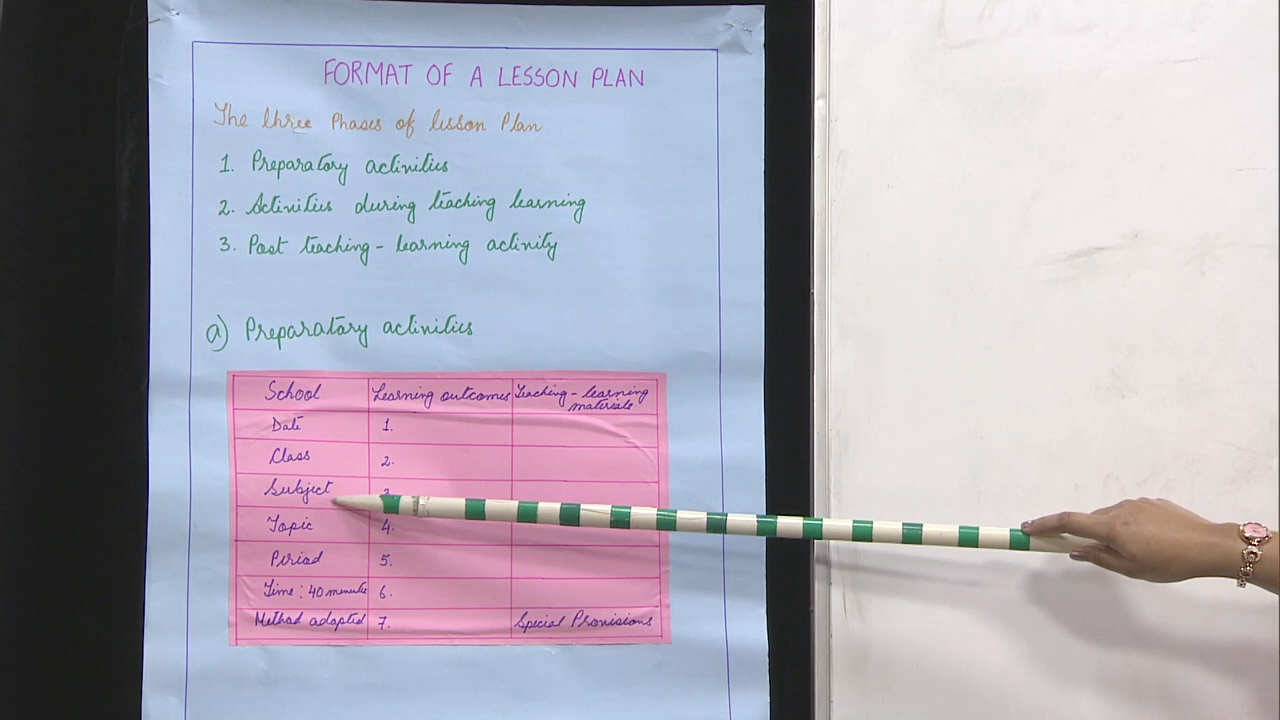 FORMAT OF A LESSON PLAN
The three Phases of lesson Plan
1. Preparatory activities
2. Activities during teaching learning
3. Post teaching - learning activity
a) Preparatory activities
School Learning outcomes Teaching - learning materials
Date 1.
Class 2.
Subject 3.
Topic 4.
Period 5.
Time : 40 minutes 6.
Method adapted 7. Special Provisions